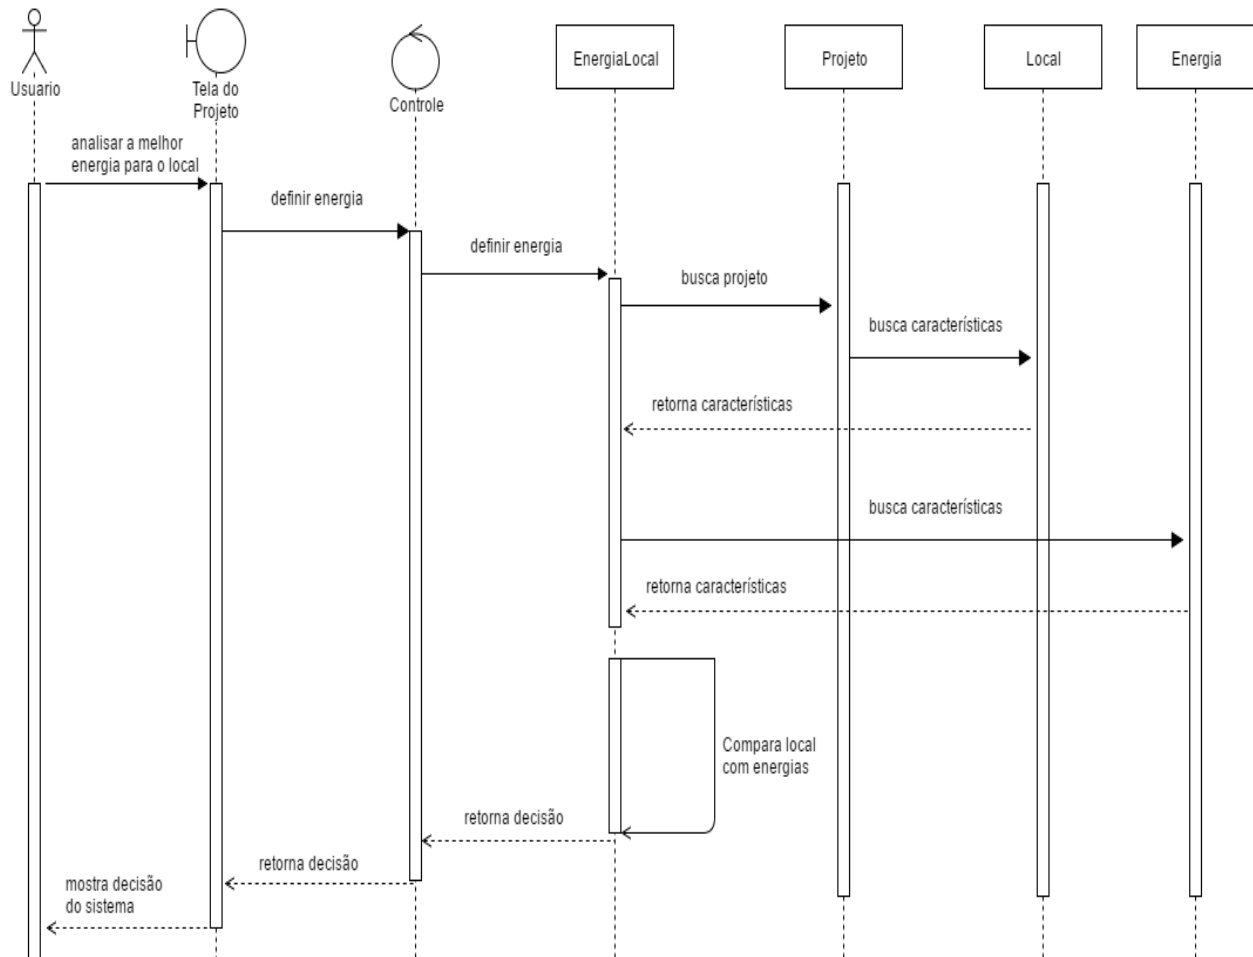 Usuario
Tela do
Projeto
Controle
EnergiaLocal
Projeto
Local
Energia
analisar a melhor
energia para o local
definir energia
definir energia
busca projeto
busca características
retorna características
busca características
retorna características
Compara local
com energias
retorna decisão
retorna decisão
mostra decisão
do sistema